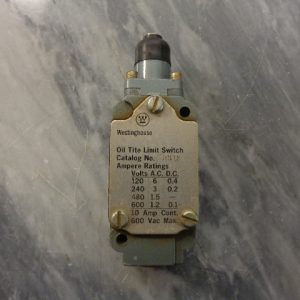 W
Westinghouse
Oil Tite Limit Switch
Catalog No.
Ampere Ratings
Volts A.C. D.C.
120 6 0.4
240 3 0.2
480 1.5 —
600 1.2 0.1
10 Amp Cont.
600 Vac Max.